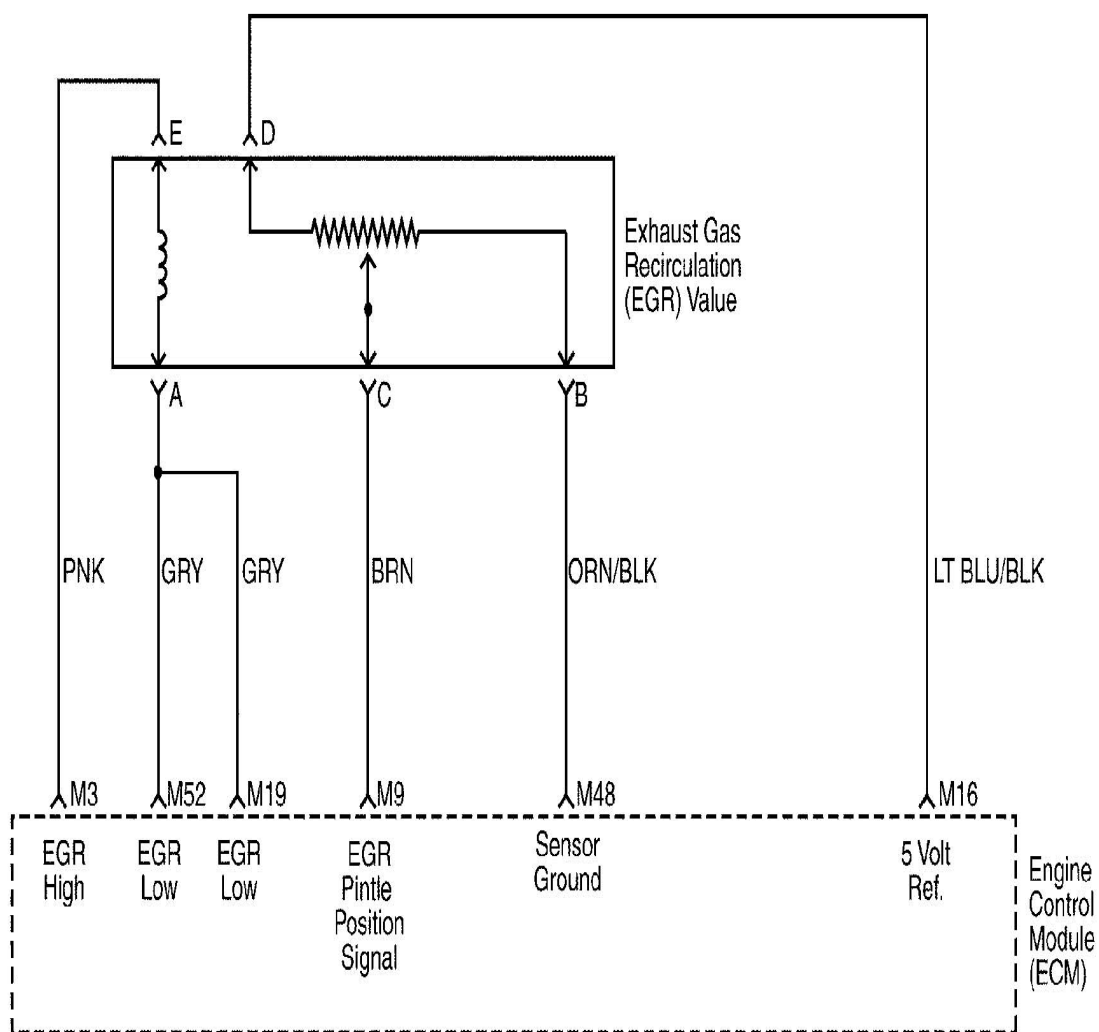 E
D
Exhaust Gas
Recirculation
(EGR) Value
A
C
B
PNK
GRY
GRY
BRN
ORN/BLK
LT BLU/BLK
M3
M52
M19
M9
M48
M16
EGR
High
EGR
Low
EGR
Low
EGR
Pintle
Position
Signal
Sensor
Ground
5 Volt
Ref.
Engine
Control
Module
(ECM)